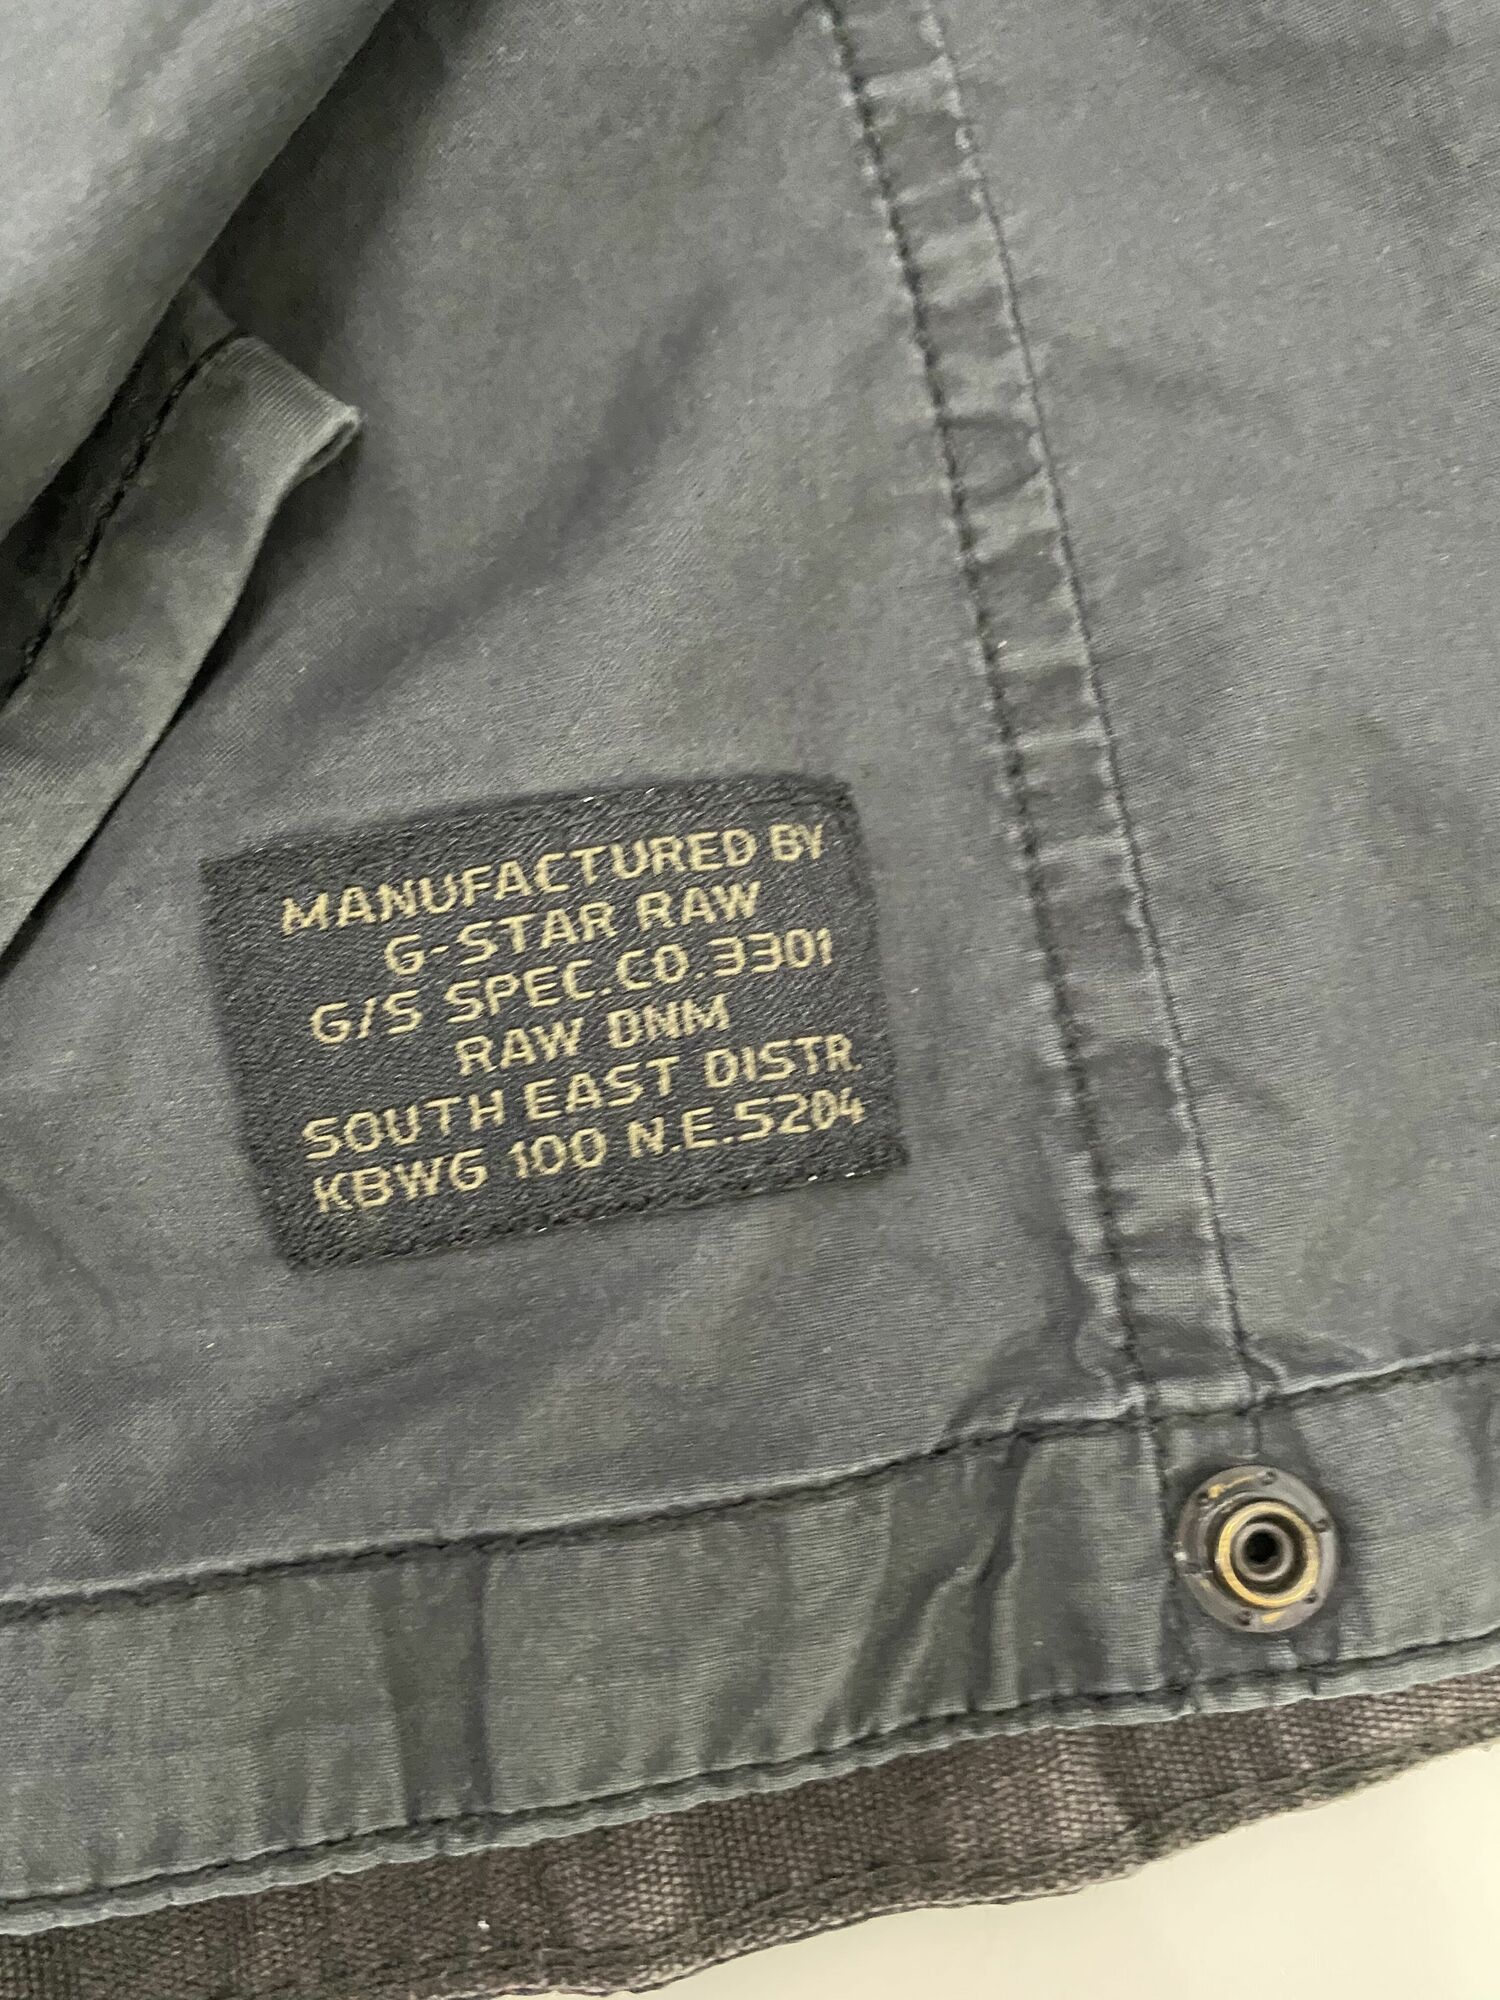 MANUFACTURED BY
G-STAR RAW
G/S SPEC.CO.3301
RAW DNM
SOUTH EAST DISTR.
KBWG 100 N.E.5204